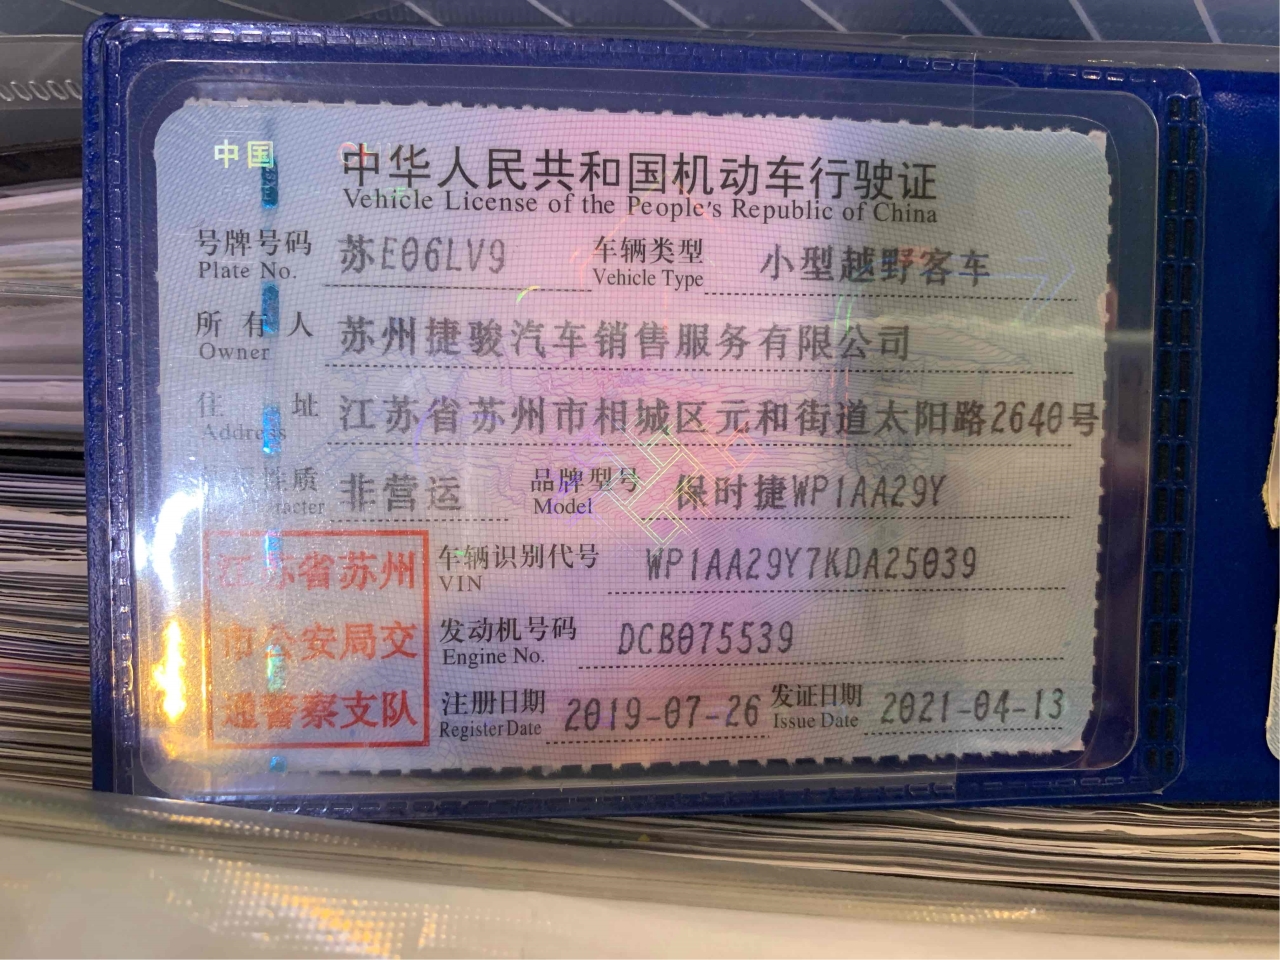 中国
中华人民共和国机动车行驶证
Vehicle License of the People's Republic of China
号牌号码 苏E06LV9 车辆类型 小型越野客车
Plate No. Vehicle Type
所有人 苏州捷骏汽车销售服务有限公司
Owner
住址 江苏省苏州市相城区元和街道太阳路2640号
Address
性质 非营运 品牌型号 保时捷WP1AA29Y
racter Model
江苏省苏州
市公安局交
通警察支队
车辆识别代号 WP1AA29Y7KDA25039
VIN
发动机号码 DCB075539
Engine No.
注册日期 2019-07-26 发证日期 2021-04-13
Register Date Issue Date